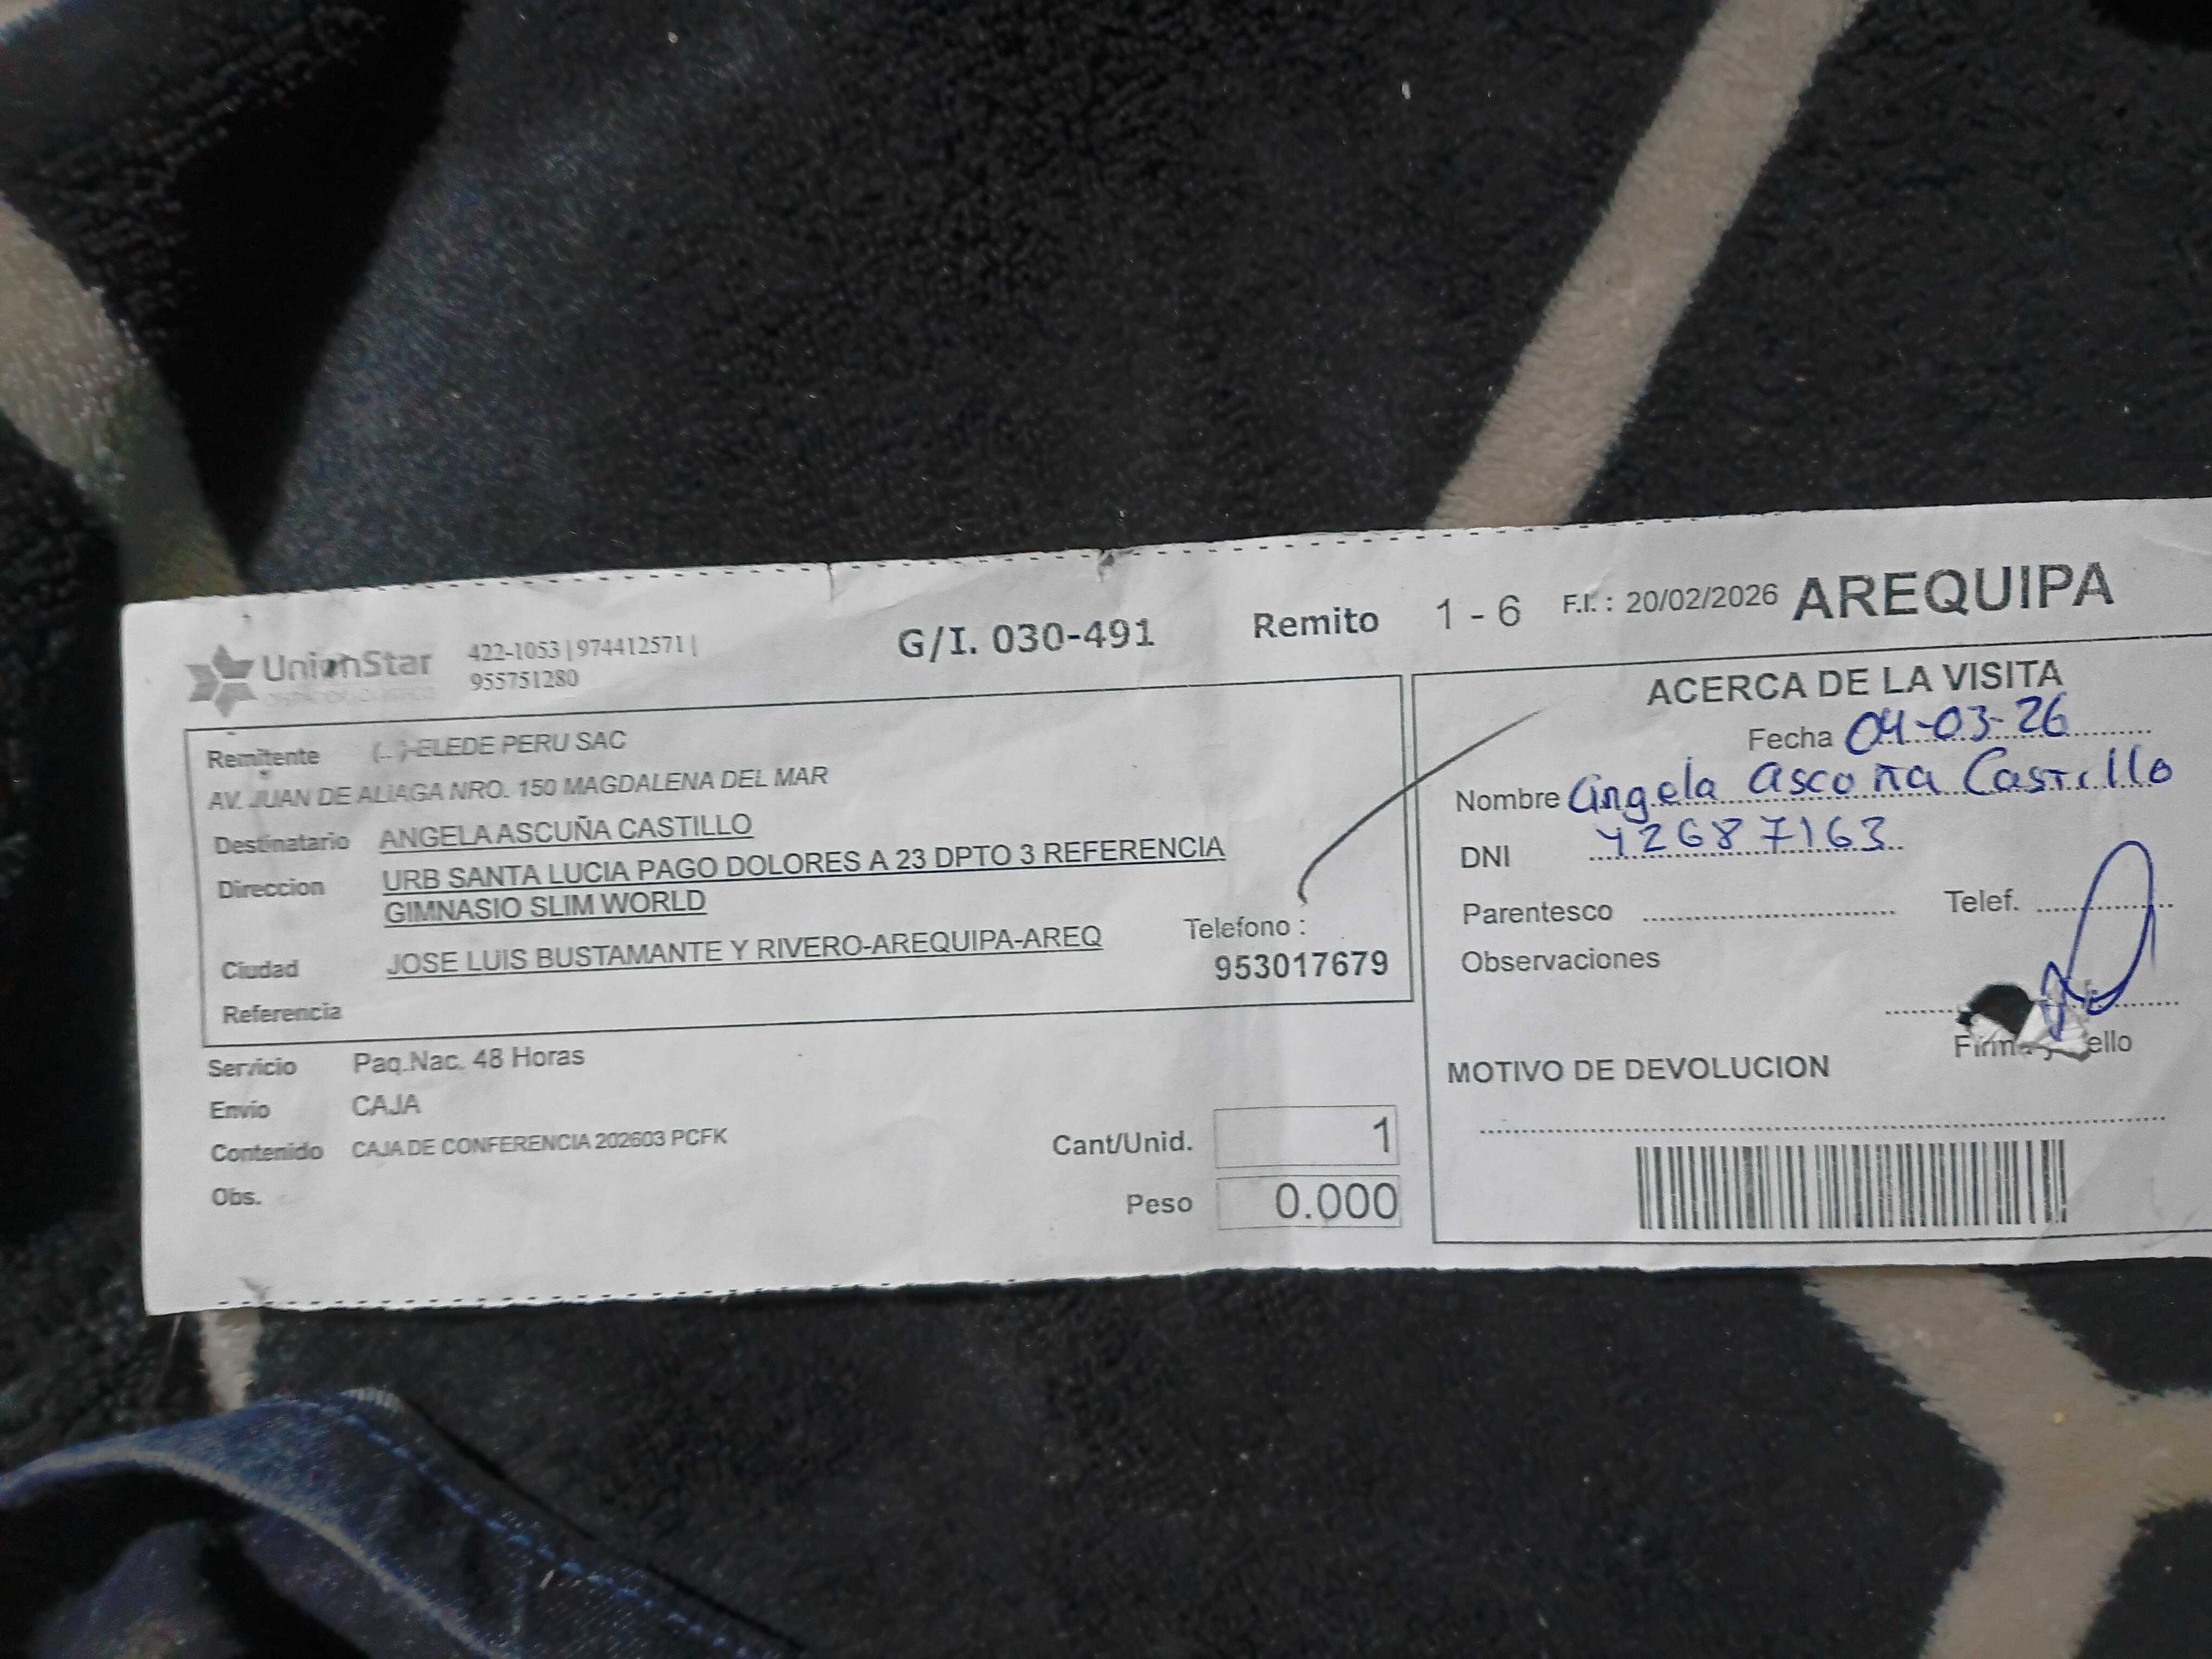 UnionStar
422-1053 | 974412571 |
955751280
G/I. 030-491
Remito 1 - 6
F.I. : 20/02/2026
AREQUIPA
Remitente (...)-ELEDE PERU SAC
AV. JUAN DE ALIAGA NRO. 150 MAGDALENA DEL MAR
Destinatario ANGELA ASCUÑA CASTILLO
Direccion URB SANTA LUCIA PAGO DOLORES A 23 DPTO 3 REFERENCIA
GIMNASIO SLIM WORLD
Ciudad JOSE LUIS BUSTAMANTE Y RIVERO-AREQUIPA-AREQ
Telefono :
953017679
Referencia
Servicio Paq.Nac. 48 Horas
Envio CAJA
Contenido CAJA DE CONFERENCIA 202603 PCFK
Obs.
Cant/Unid. 1
Peso 0.000
ACERCA DE LA VISITA
Fecha 04-03-26
Nombre Angela Ascoña Castillo
DNI 42687163
Parentesco Telef.
Observaciones
MOTIVO DE DEVOLUCION